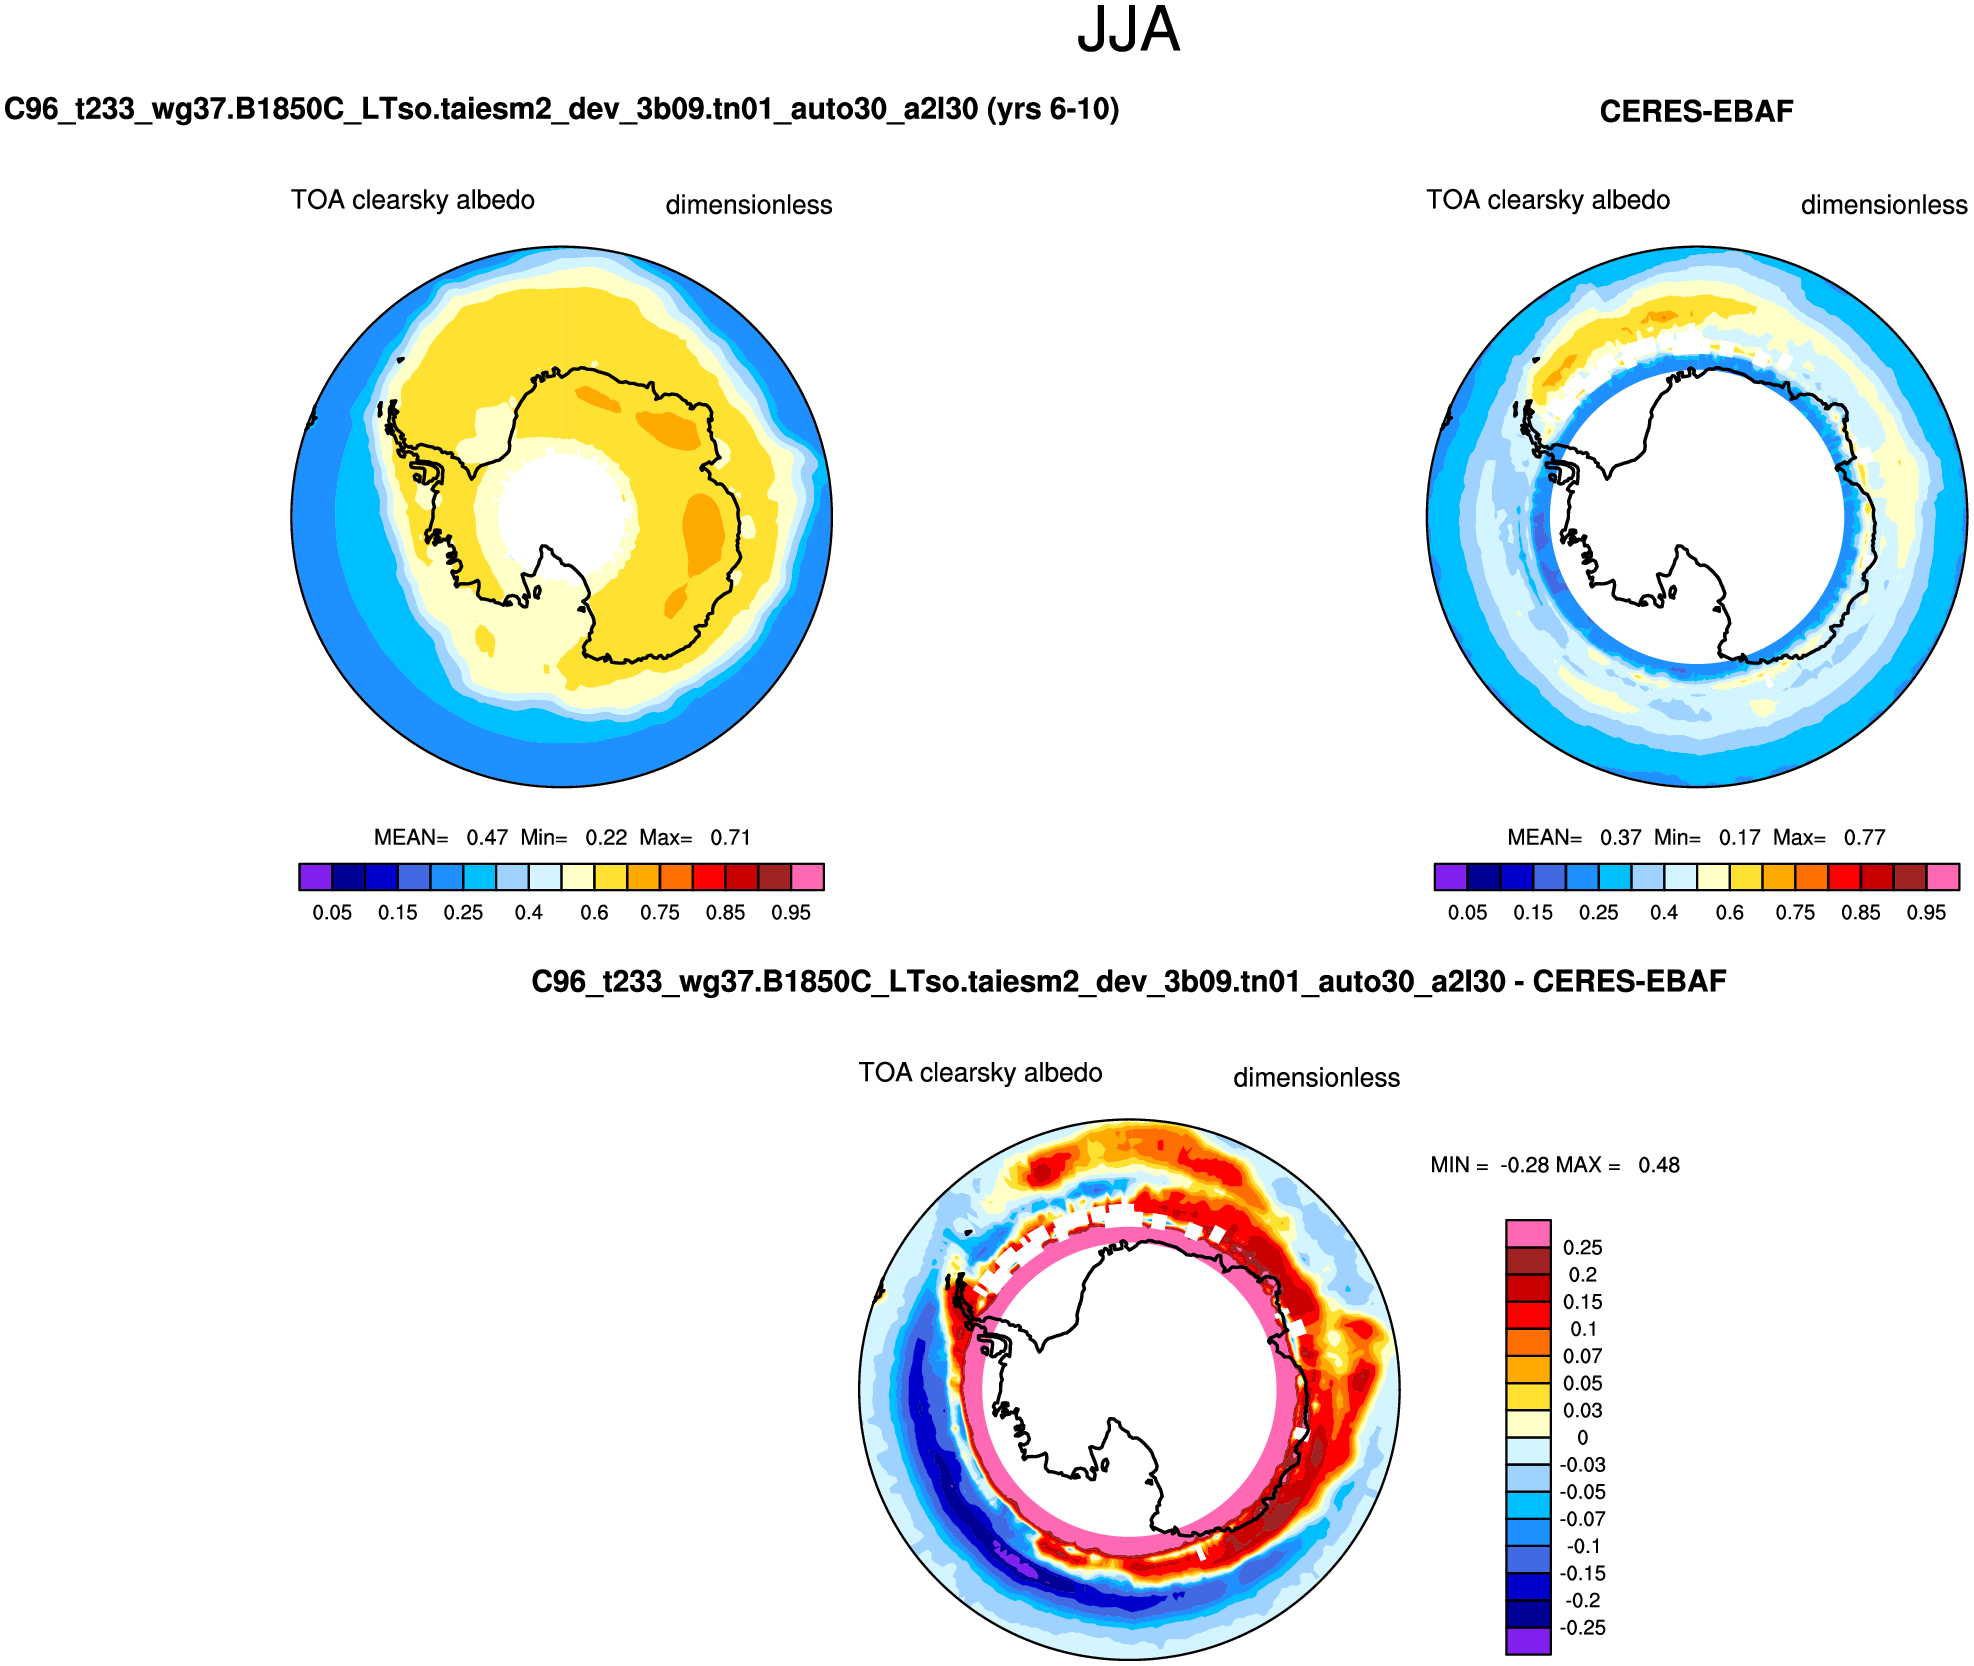 JJA
C96_t233_wg37.B1850C_LTso.taiesm2_dev_3b09.tn01_auto30_a2l30 (yrs 6-10)
CERES-EBAF
TOA clearsky albedo
dimensionless
TOA clearsky albedo
dimensionless
MEAN= 0.47 Min= 0.22 Max= 0.71
0.05 0.15 0.25 0.4 0.6 0.75 0.85 0.95
MEAN= 0.37 Min= 0.17 Max= 0.77
0.05 0.15 0.25 0.4 0.6 0.75 0.85 0.95
C96_t233_wg37.B1850C_LTso.taiesm2_dev_3b09.tn01_auto30_a2l30 - CERES-EBAF
TOA clearsky albedo
dimensionless
MIN = -0.28 MAX = 0.48
0.25
0.2
0.15
0.1
0.07
0.05
0.03
0
-0.03
-0.05
-0.07
-0.1
-0.15
-0.2
-0.25